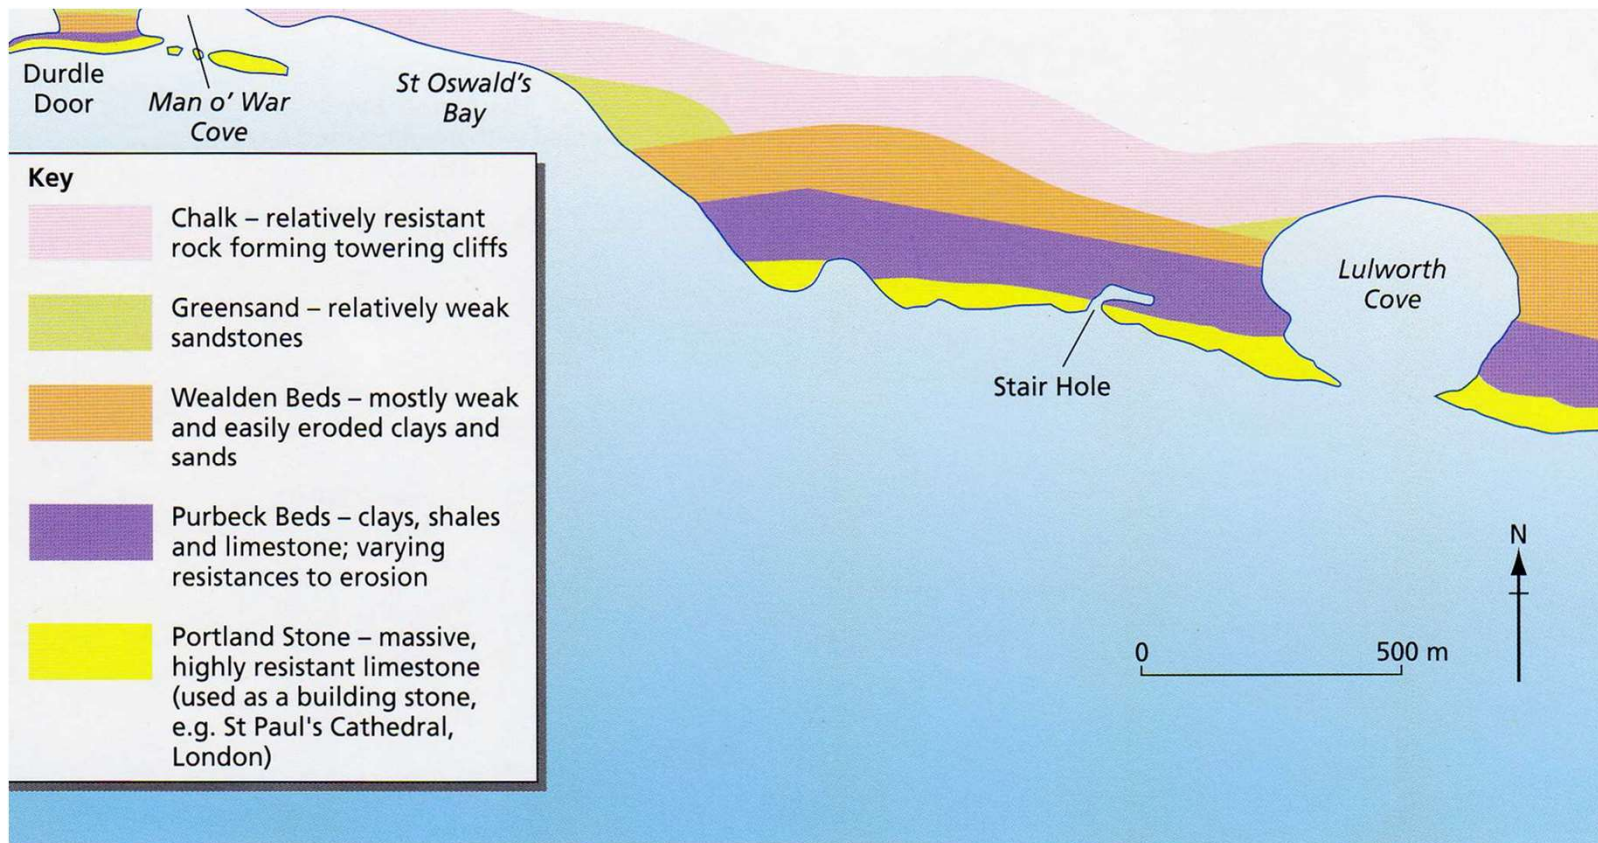 Durdle
Door
Man o' War
Cove
St Oswald's
Bay
Key
Chalk – relatively resistant
rock forming towering cliffs
Greensand – relatively weak
sandstones
Wealden Beds – mostly weak
and easily eroded clays and
sands
Purbeck Beds – clays, shales
and limestone; varying
resistances to erosion
Portland Stone – massive,
highly resistant limestone
(used as a building stone,
e.g. St Paul's Cathedral,
London)
Lulworth
Cove
Stair Hole
N
0 500 m